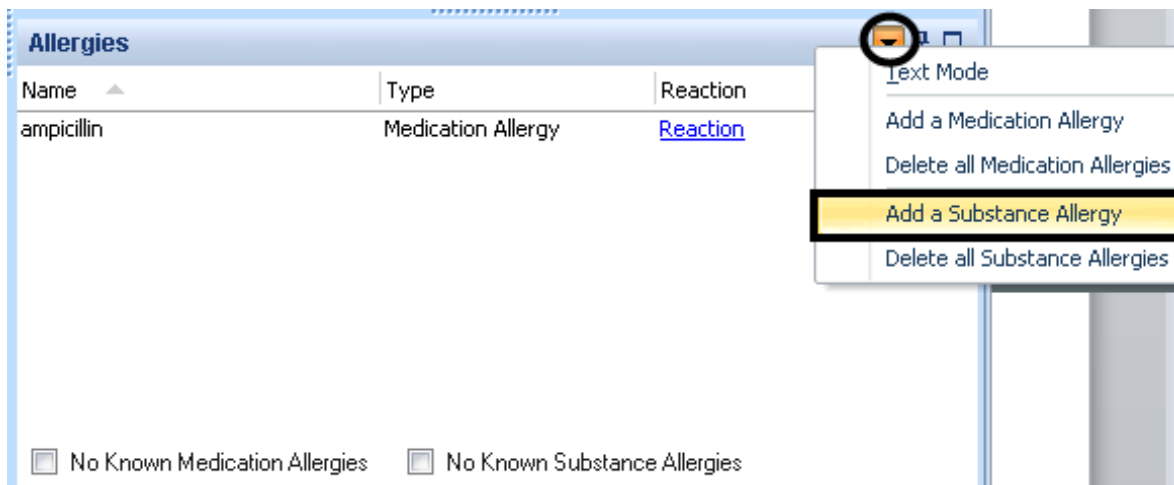 Allergies
Name Type Reaction
ampicillin Medication Allergy Reaction
Text Mode
Add a Medication Allergy
Delete all Medication Allergies
Add a Substance Allergy
Delete all Substance Allergies
No Known Medication Allergies No Known Substance Allergies